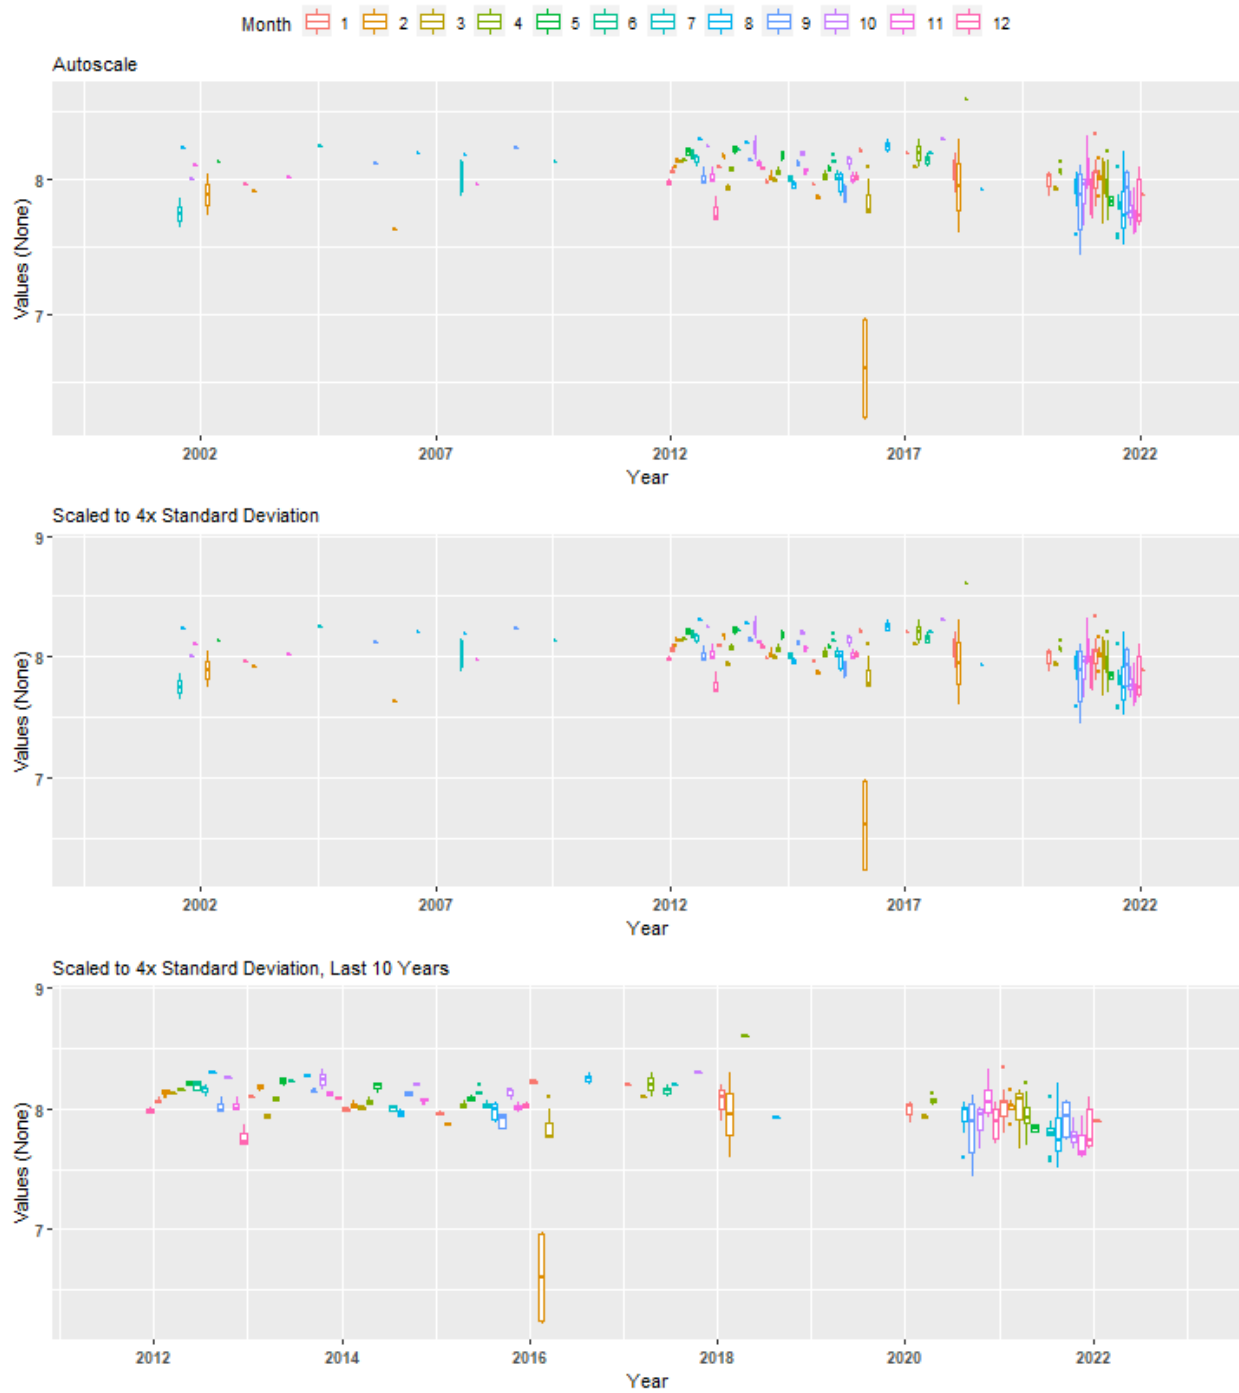 Month 1 2 3 4 5 6 7 8 9 10 11 12
Autoscale
Values (None)
8
7
2002 2007 2012 2017 2022
Year
Scaled to 4x Standard Deviation
Values (None)
9
8
7
2002 2007 2012 2017 2022
Year
Scaled to 4x Standard Deviation, Last 10 Years
Values (None)
9
8
7
2012 2014 2016 2018 2020 2022
Year